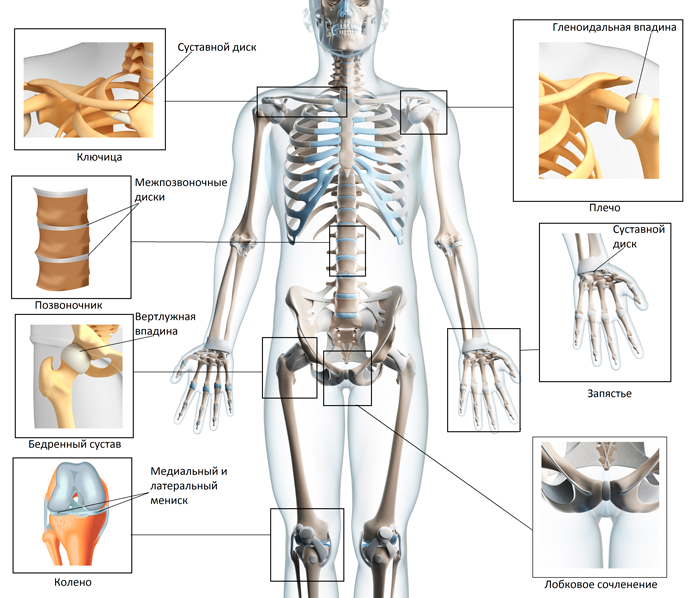 Суставной диск
Ключица
Гленоидальная впадина
Плечо
Межпозвоночные
диски
Позвоночник
Суставной
диск
Запястье
Вертлужная
впадина
Бедренный сустав
Медиальный и
латеральный
мениск
Колено
Лобковое сочленение